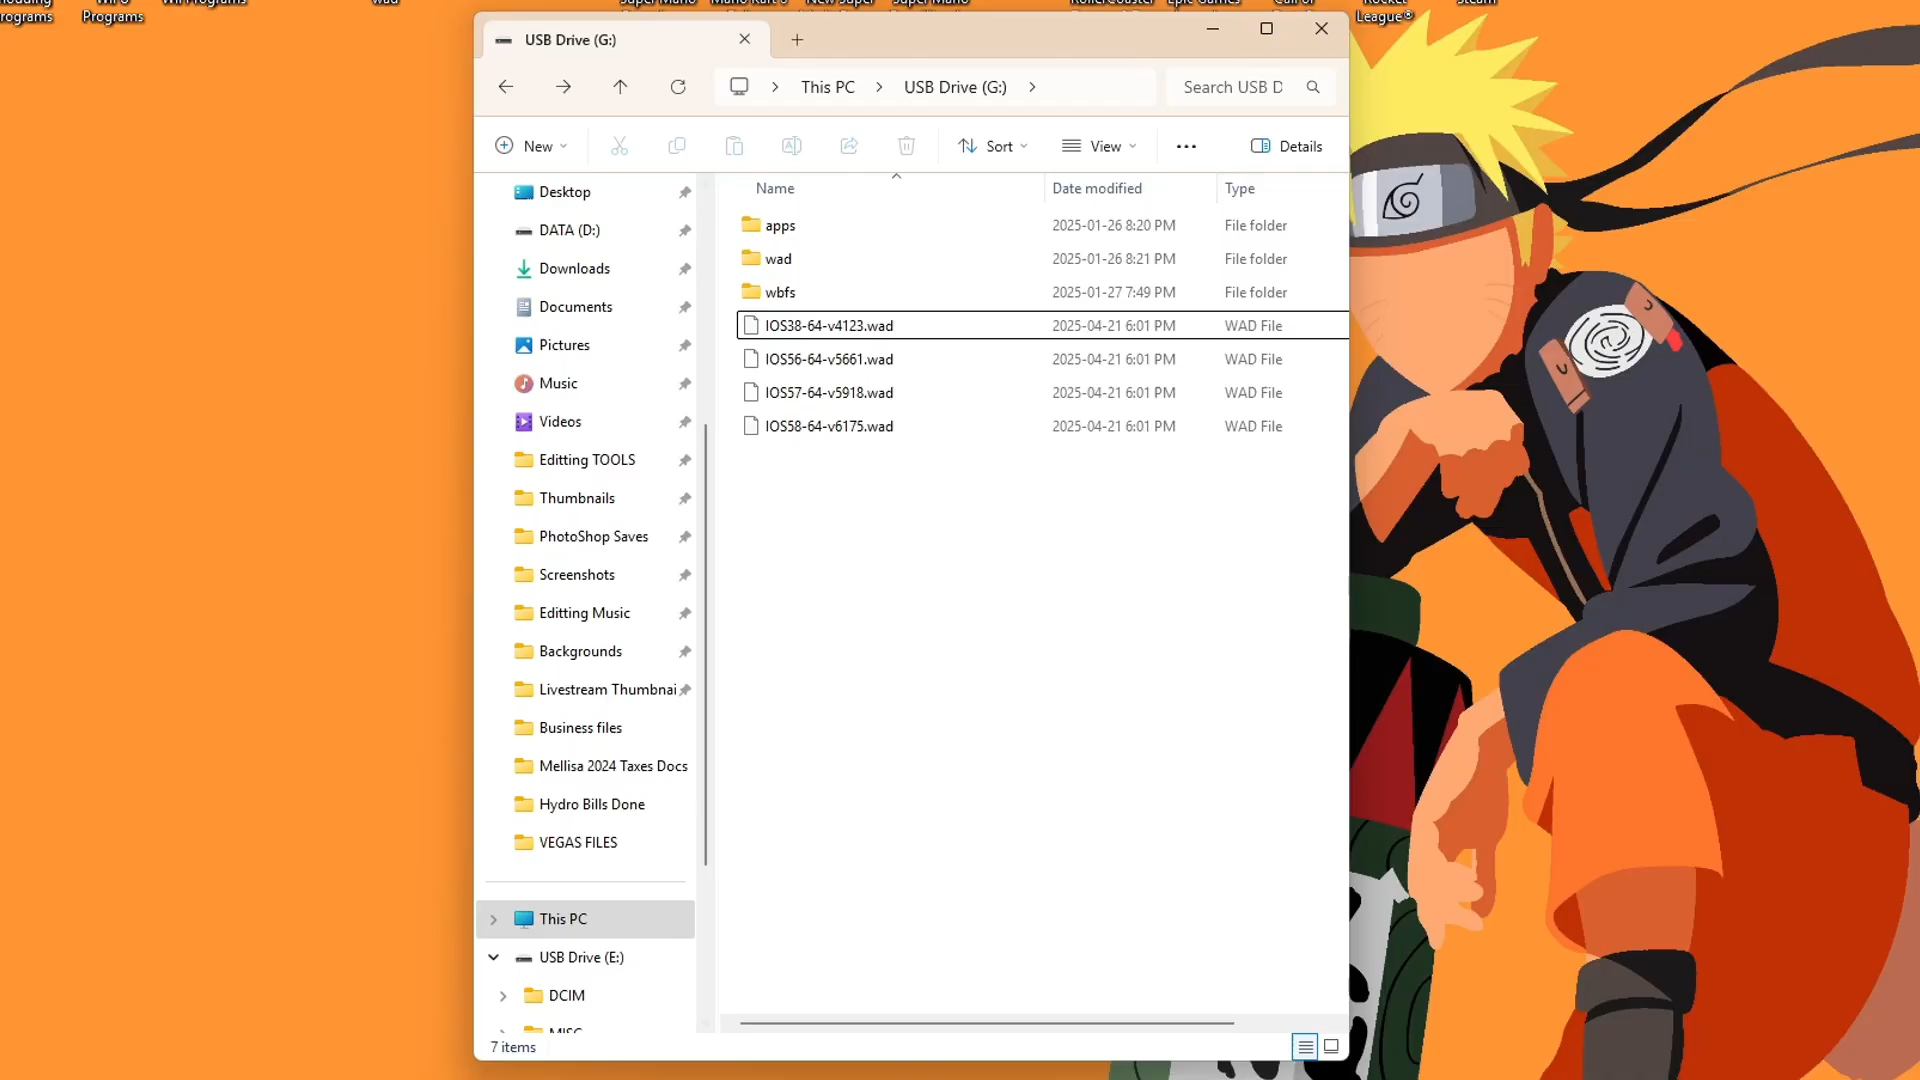 rograms
Programs
wad
League®
USB Drive (G:)
This PC
USB Drive (G:)
Search USB D
New
Sort
View
Details
Name
Date modified
Type
apps
2025-01-26 8:20 PM
File folder
wad
2025-01-26 8:21 PM
File folder
wbfs
2025-01-27 7:49 PM
File folder
IOS38-64-v4123.wad
2025-04-21 6:01 PM
WAD File
IOS56-64-v5661.wad
2025-04-21 6:01 PM
WAD File
IOS57-64-v5918.wad
2025-04-21 6:01 PM
WAD File
IOS58-64-v6175.wad
2025-04-21 6:01 PM
WAD File
Desktop
DATA (D:)
Downloads
Documents
Pictures
Music
Videos
Editting TOOLS
Thumbnails
PhotoShop Saves
Screenshots
Editting Music
Backgrounds
Livestream Thumbnai
Business files
Mellisa 2024 Taxes Docs
Hydro Bills Done
VEGAS FILES
This PC
USB Drive (E:)
DCIM
MISC
7 items